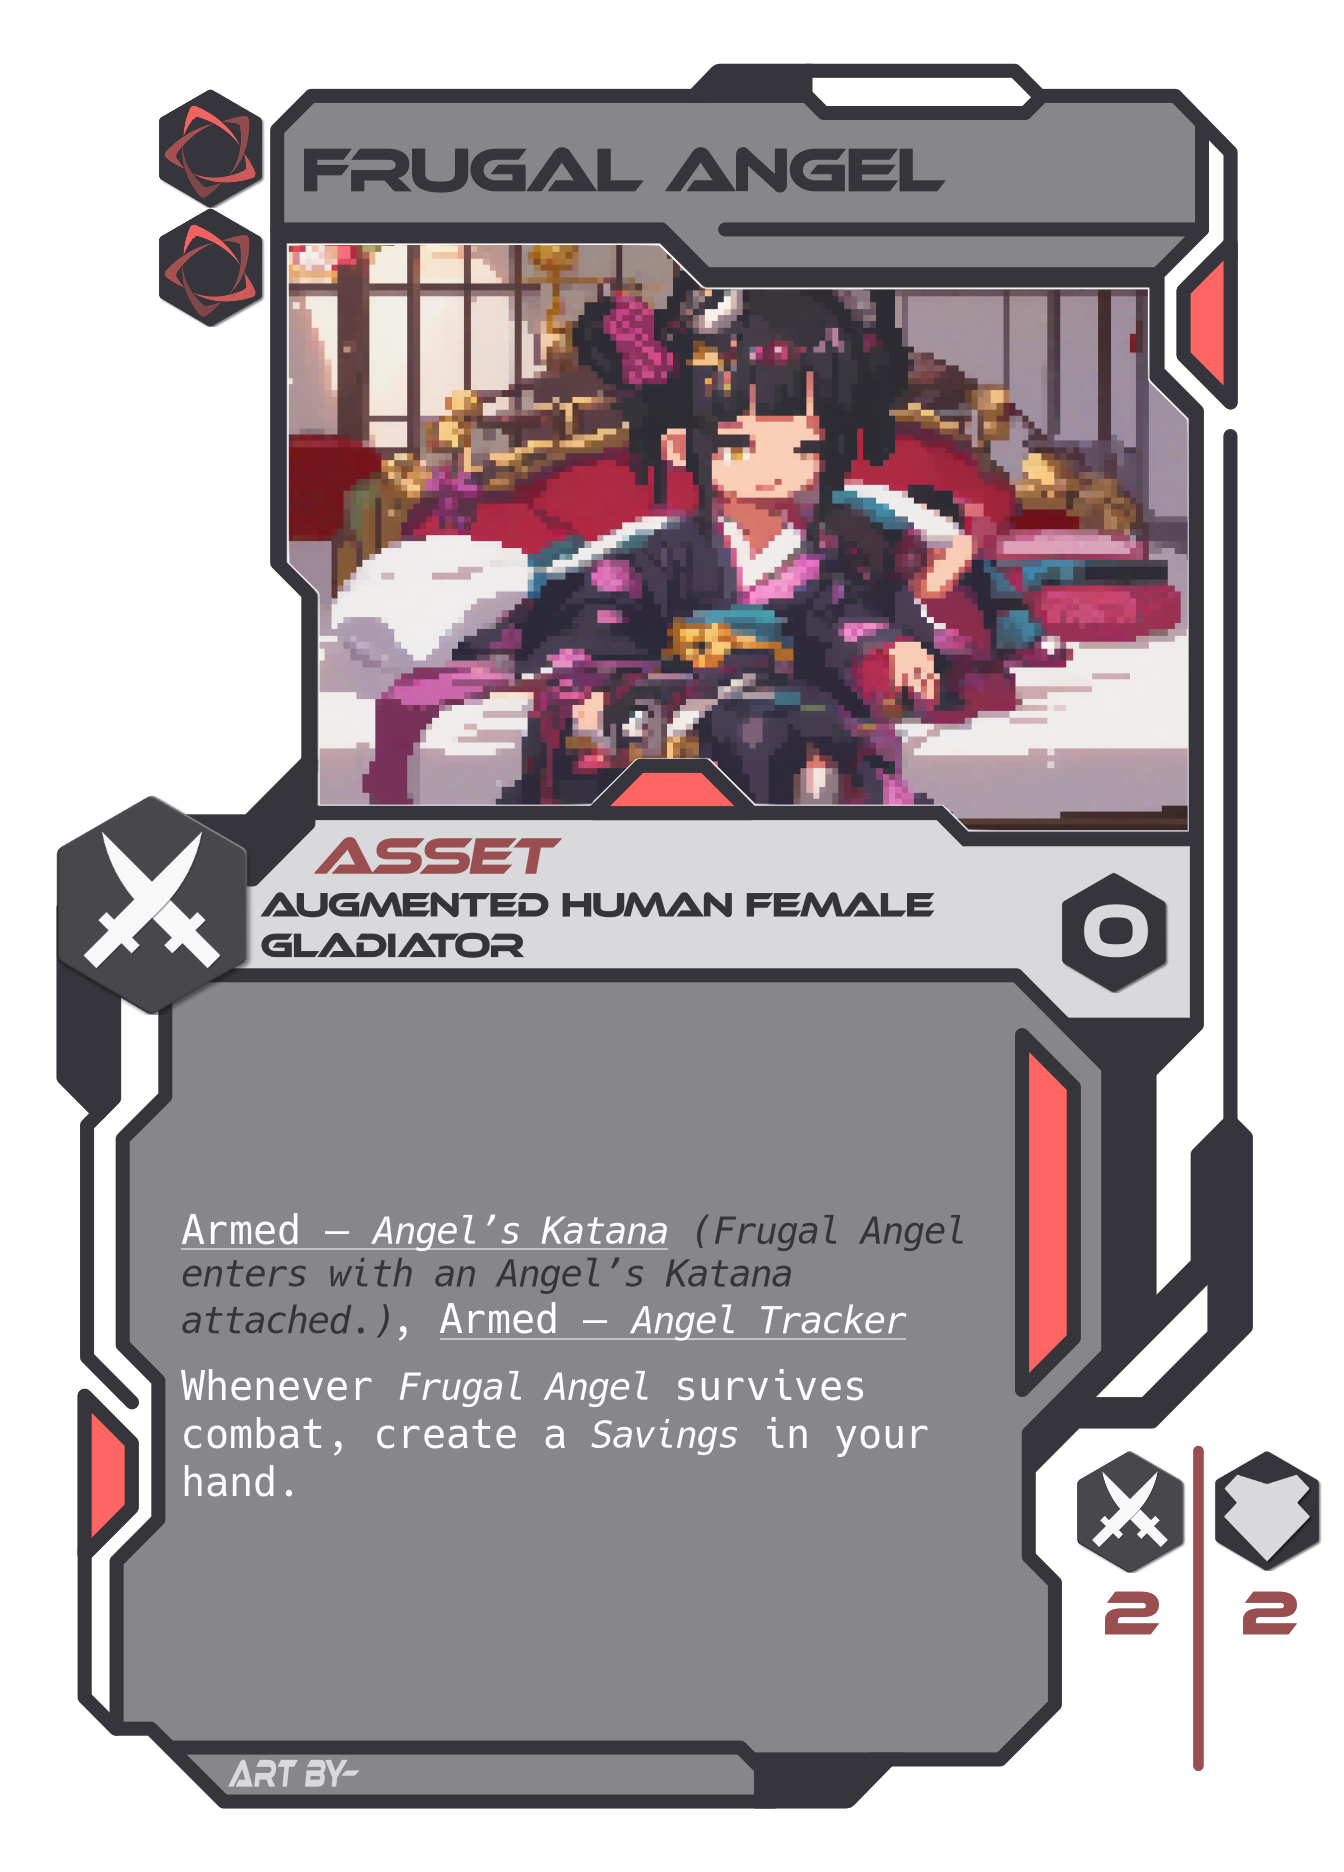 FRUGAL ANGEL
ASSET
AUGMENTED HUMAN FEMALE
GLADIATOR
0
Armed – Angel’s Katana (Frugal Angel
enters with an Angel’s Katana
attached.), Armed – Angel Tracker
Whenever Frugal Angel survives
combat, create a Savings in your
hand.
2
2
ART BY-